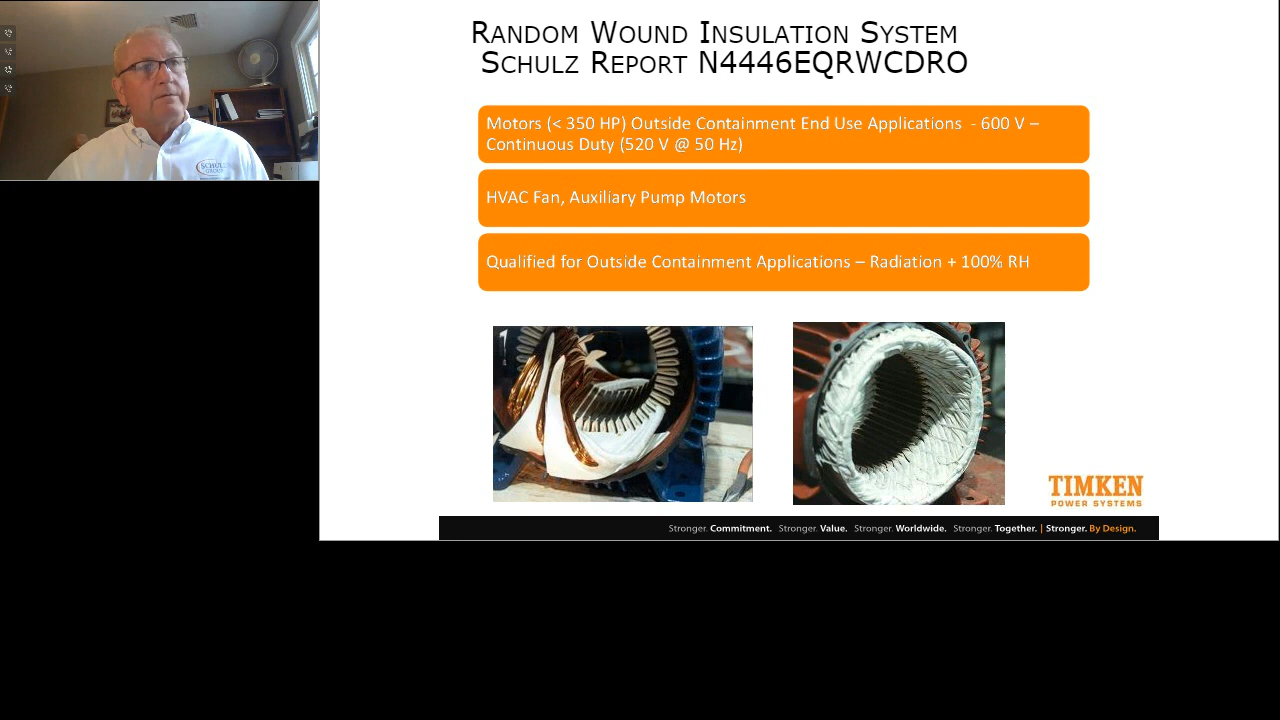 RANDOM WOUND INSULATION SYSTEM
SCHULZ REPORT N4446EQRWCDRO
Motors (< 350 HP) Outside Containment End Use Applications - 600 V –
Continuous Duty (520 V @ 50 Hz)
HVAC Fan, Auxiliary Pump Motors
Qualified for Outside Containment Applications – Radiation + 100% RH
SCHULZ
GROUP
TIMKEN
POWER SYSTEMS
Stronger. Commitment. Stronger. Value. Stronger. Worldwide. Stronger. Together. | Stronger. By Design.